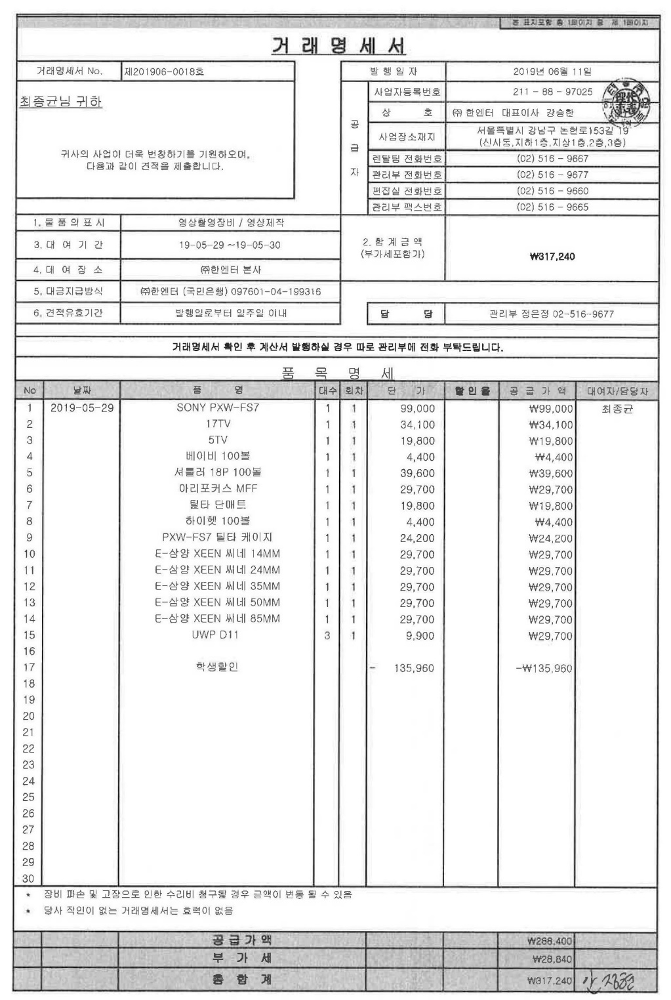 본 표지포함 총 1페이지 중 제 1페이지
거 래 명 세 서
거래명세서 No. 제201906-0018호
발 행 일 자 2019년 06월 11일
최종균님 귀하
귀사의 사업이 더욱 번창하기를 기원하오며,
다음과 같이 견적을 제출합니다.
공 급 자
사업자등록번호 211 - 88 - 97025
상 호 ㈜ 한엔터 대표이사 강승한
사업장소재지 서울특별시 강남구 논현로153길 19
(신사동,지하1층,지상1층,2층,3층)
렌탈팀 전화번호 (02) 516 - 9667
관리부 전화번호 (02) 516 - 9677
편집실 전화번호 (02) 516 - 9660
관리부 팩스번호 (02) 516 - 9665
1. 물 품 의 표 시 영상촬영장비 / 영상제작
3. 대 여 기 간 19-05-29 ~19-05-30
4. 대 여 장 소 ㈜한엔터 본사
5. 대금지급방식 ㈜한엔터 (국민은행) 097601-04-199316
6. 견적유효기간 발행일로부터 일주일 이내
2. 합 계 금 액
(부가세포함가)
₩317,240
담 당 관리부 정은정 02-516-9677
거래명세서 확인 후 계산서 발행하실 경우 따로 관리부에 전화 부탁드립니다.
품 목 명 세
No 날짜 품 명 대수 회차 단 가 할 인 율 공 급 가 액 대여자/담당자
1 2019-05-29 SONY PXW-FS7 1 1 99,000 ₩99,000 최종균
2 17TV 1 1 34,100 ₩34,100
3 5TV 1 1 19,800 ₩19,800
4 베이비 100볼 1 1 4,400 ₩4,400
5 셔틀러 18P 100볼 1 1 39,600 ₩39,600
6 아리포커스 MFF 1 1 29,700 ₩29,700
7 틸타 단매트 1 1 19,800 ₩19,800
8 하이헷 100볼 1 1 4,400 ₩4,400
9 PXW-FS7 틸타 케이지 1 1 24,200 ₩24,200
10 E-삼양 XEEN 씨네 14MM 1 1 29,700 ₩29,700
11 E-삼양 XEEN 씨네 24MM 1 1 29,700 ₩29,700
12 E-삼양 XEEN 씨네 35MM 1 1 29,700 ₩29,700
13 E-삼양 XEEN 씨네 50MM 1 1 29,700 ₩29,700
14 E-삼양 XEEN 씨네 85MM 1 1 29,700 ₩29,700
15 UWP D11 3 1 9,900 ₩29,700
16
17 학생할인 - 135,960 -₩135,960
18
19
20
21
22
23
24
25
26
27
28
29
30
* 장비 파손 및 고장으로 인한 수리비 청구될 경우 금액이 변동 될 수 있음
* 당사 직인이 없는 거래명세서는 효력이 없음
공 급 가 액 ₩288,400
부 가 세 ₩28,840
총 합 계 ₩317,240